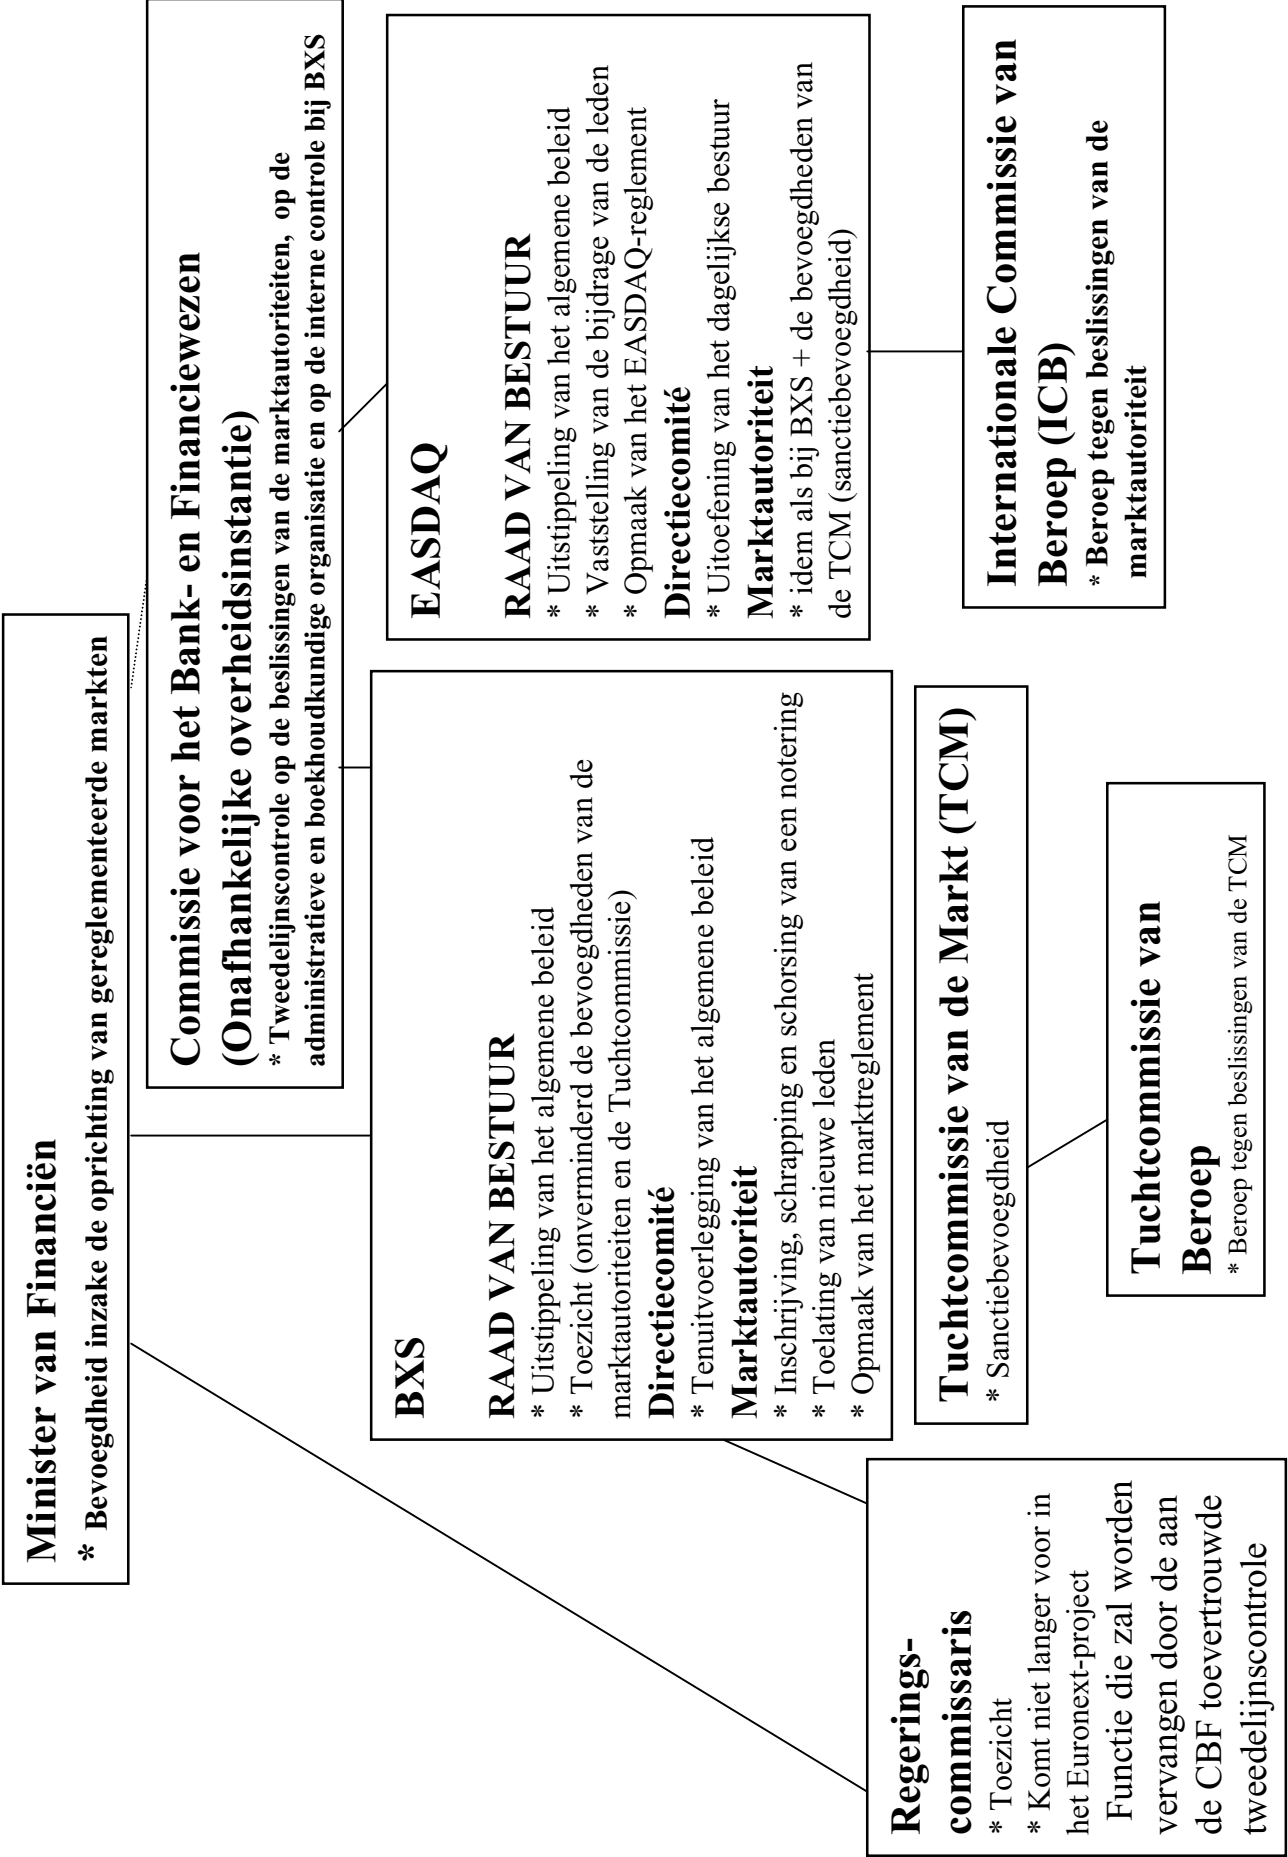 Minister van Financiën
* Bevoegdheid inzake de oprichting van gereglementeerde markten
Commissie voor het Bank- en Financiewezen
(Onafhankelijke overheidsinstantie)
* Tweedelijnscontrole op de beslissingen van de marktautoriteiten, op de
administratieve en boekhoudkundige organisatie en op de interne controle bij BXS
BXS
RAAD VAN BESTUUR
* Uitstippeling van het algemene beleid
* Toezicht (onverminderd de bevoegdheden van de
marktautoriteiten en de Tuchtcommissie)
Directiecomité
* Tenuitvoerlegging van het algemene beleid
Marktautoriteit
* Inschrijving, schrapping en schorsing van een notering
* Toelating van nieuwe leden
* Opmaak van het marktreglement
EASDAQ
RAAD VAN BESTUUR
* Uitstippeling van het algemene beleid
* Vaststelling van de bijdrage van de leden
* Opmaak van het EASDAQ-reglement
Directiecomité
* Uitoefening van het dagelijkse bestuur
Marktautoriteit
* idem als bij BXS + de bevoegdheden van
de TCM (sanctiebevoegdheid)
Regerings-
commissaris
* Toezicht
* Komt niet langer voor in
het Euronext-project
Functie die zal worden
vervangen door de aan
de CBF toevertrouwde
tweedelijnscontrole
Tuchtcommissie van de Markt (TCM)
* Sanctiebevoegdheid
Tuchtcommissie van
Beroep
* Beroep tegen beslissingen van de TCM
Internationale Commissie van
Beroep (ICB)
* Beroep tegen beslissingen van de
marktautoriteit